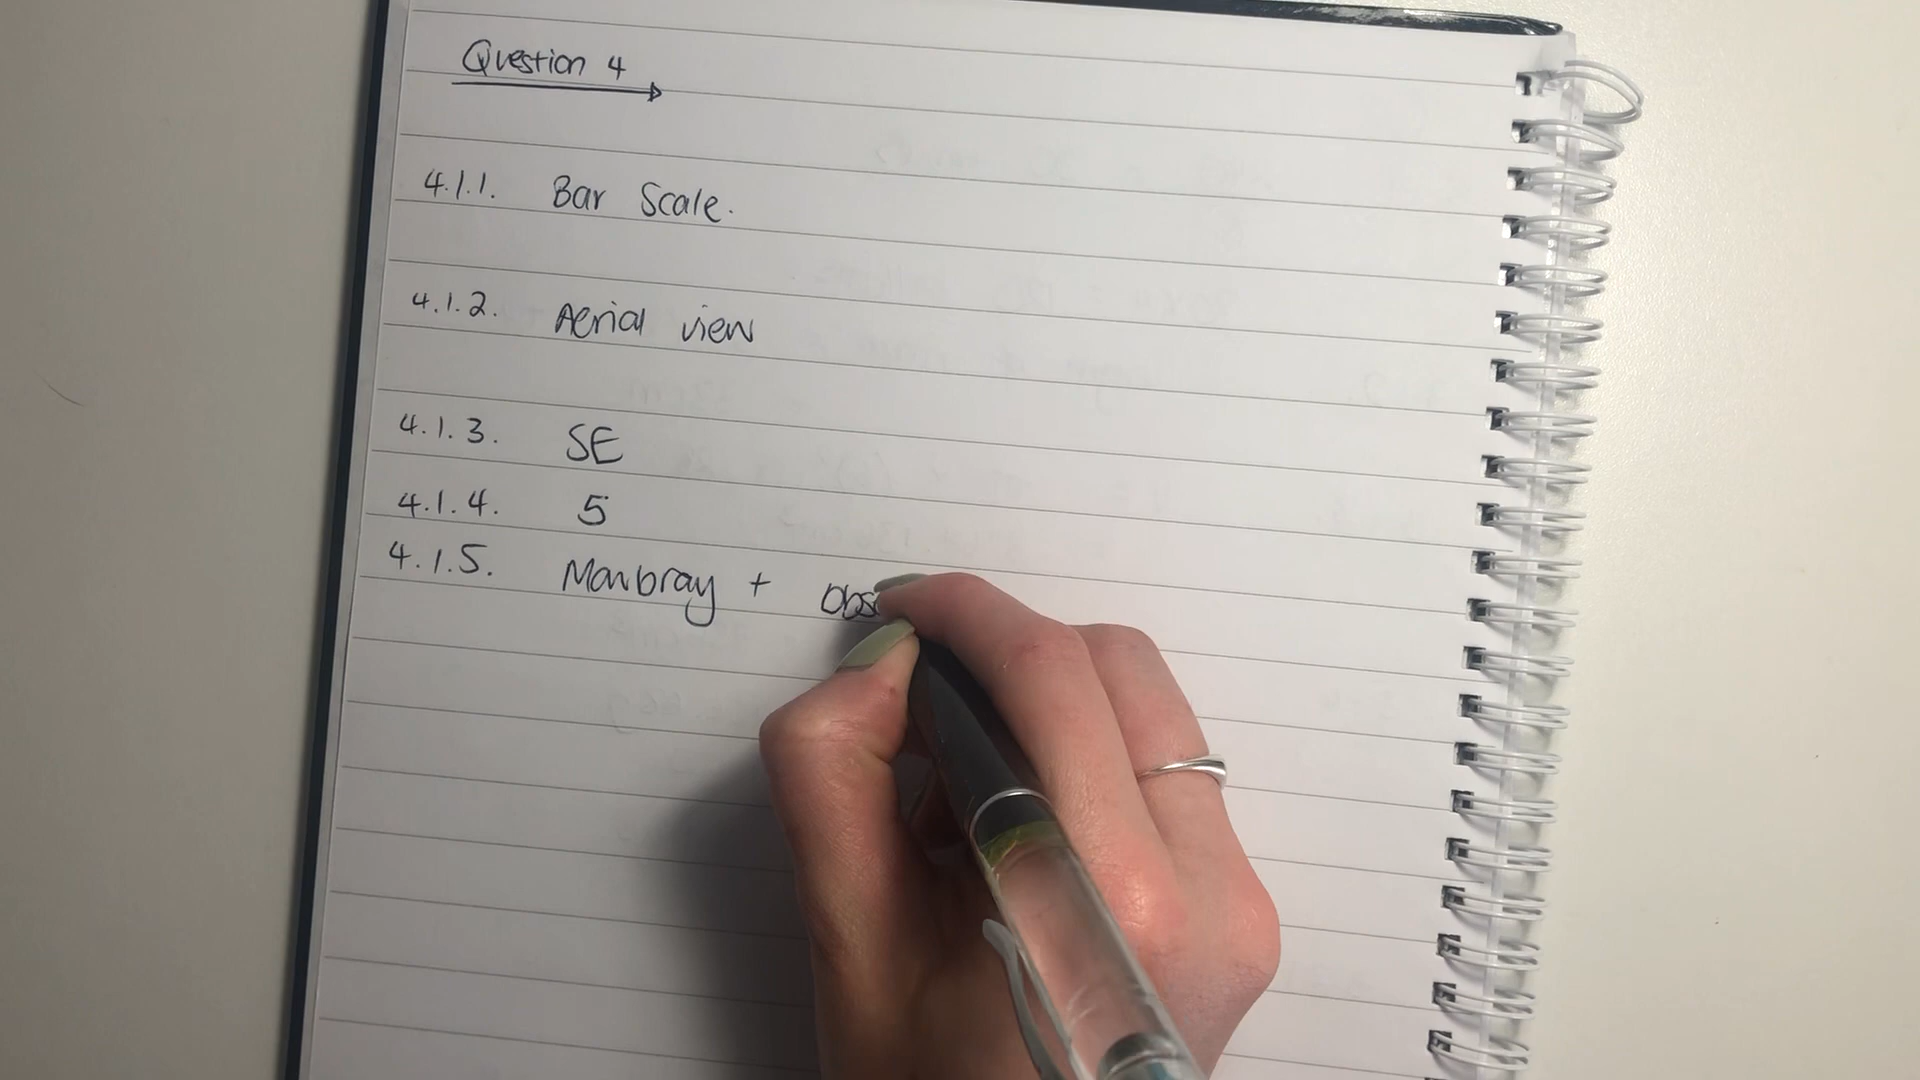 Question 4
4.1.1. Bar Scale.
4.1.2. Aerial view
4.1.3. SE
4.1.4. 5
4.1.5. Mowbray +